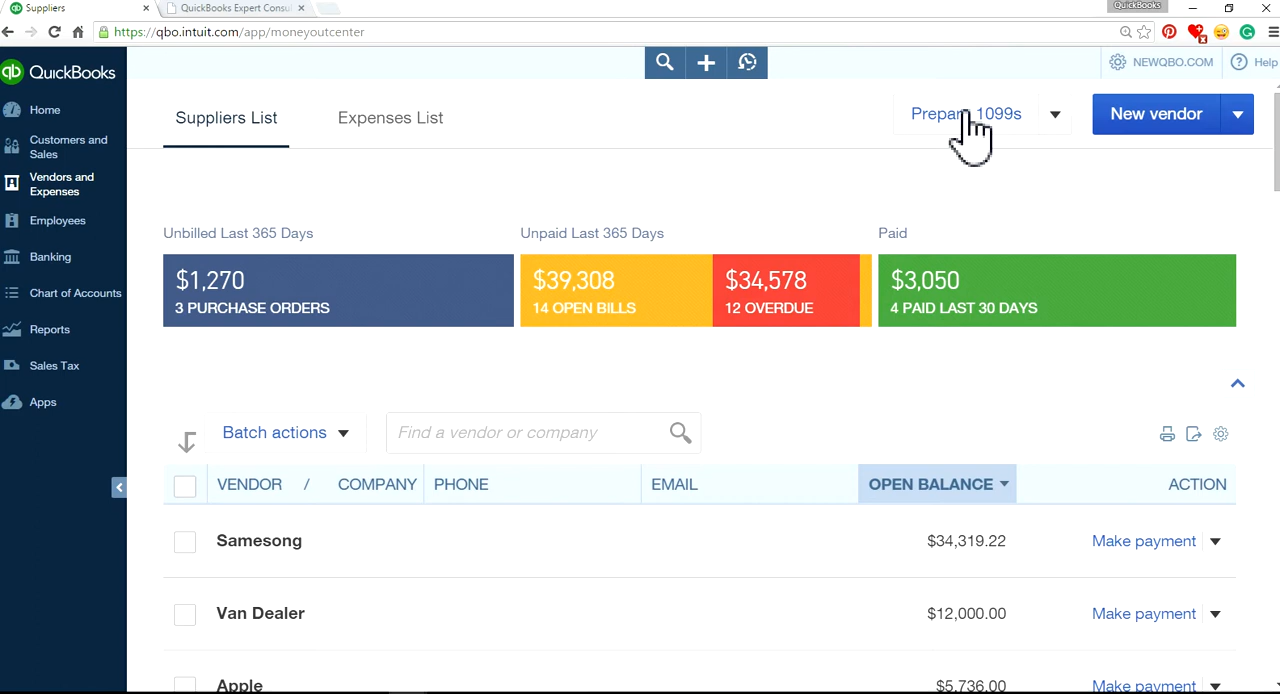 Suppliers
QuickBooks Expert Consul
QuickBooks
https://qbo.intuit.com/app/moneyoutcenter
qb QuickBooks
NEWQBO.COM
Help
Home
Customers and
Sales
Vendors and
Expenses
Employees
Banking
Chart of Accounts
Reports
Sales Tax
Apps
Suppliers List
Expenses List
Prepare 1099s
New vendor
Unbilled Last 365 Days
Unpaid Last 365 Days
Paid
$1,270
3 PURCHASE ORDERS
$39,308
14 OPEN BILLS
$34,578
12 OVERDUE
$3,050
4 PAID LAST 30 DAYS
Batch actions
Find a vendor or company
VENDOR / COMPANY PHONE EMAIL OPEN BALANCE ACTION
Samesong $34,319.22 Make payment
Van Dealer $12,000.00 Make payment
Apple $5,736.00 Make payment